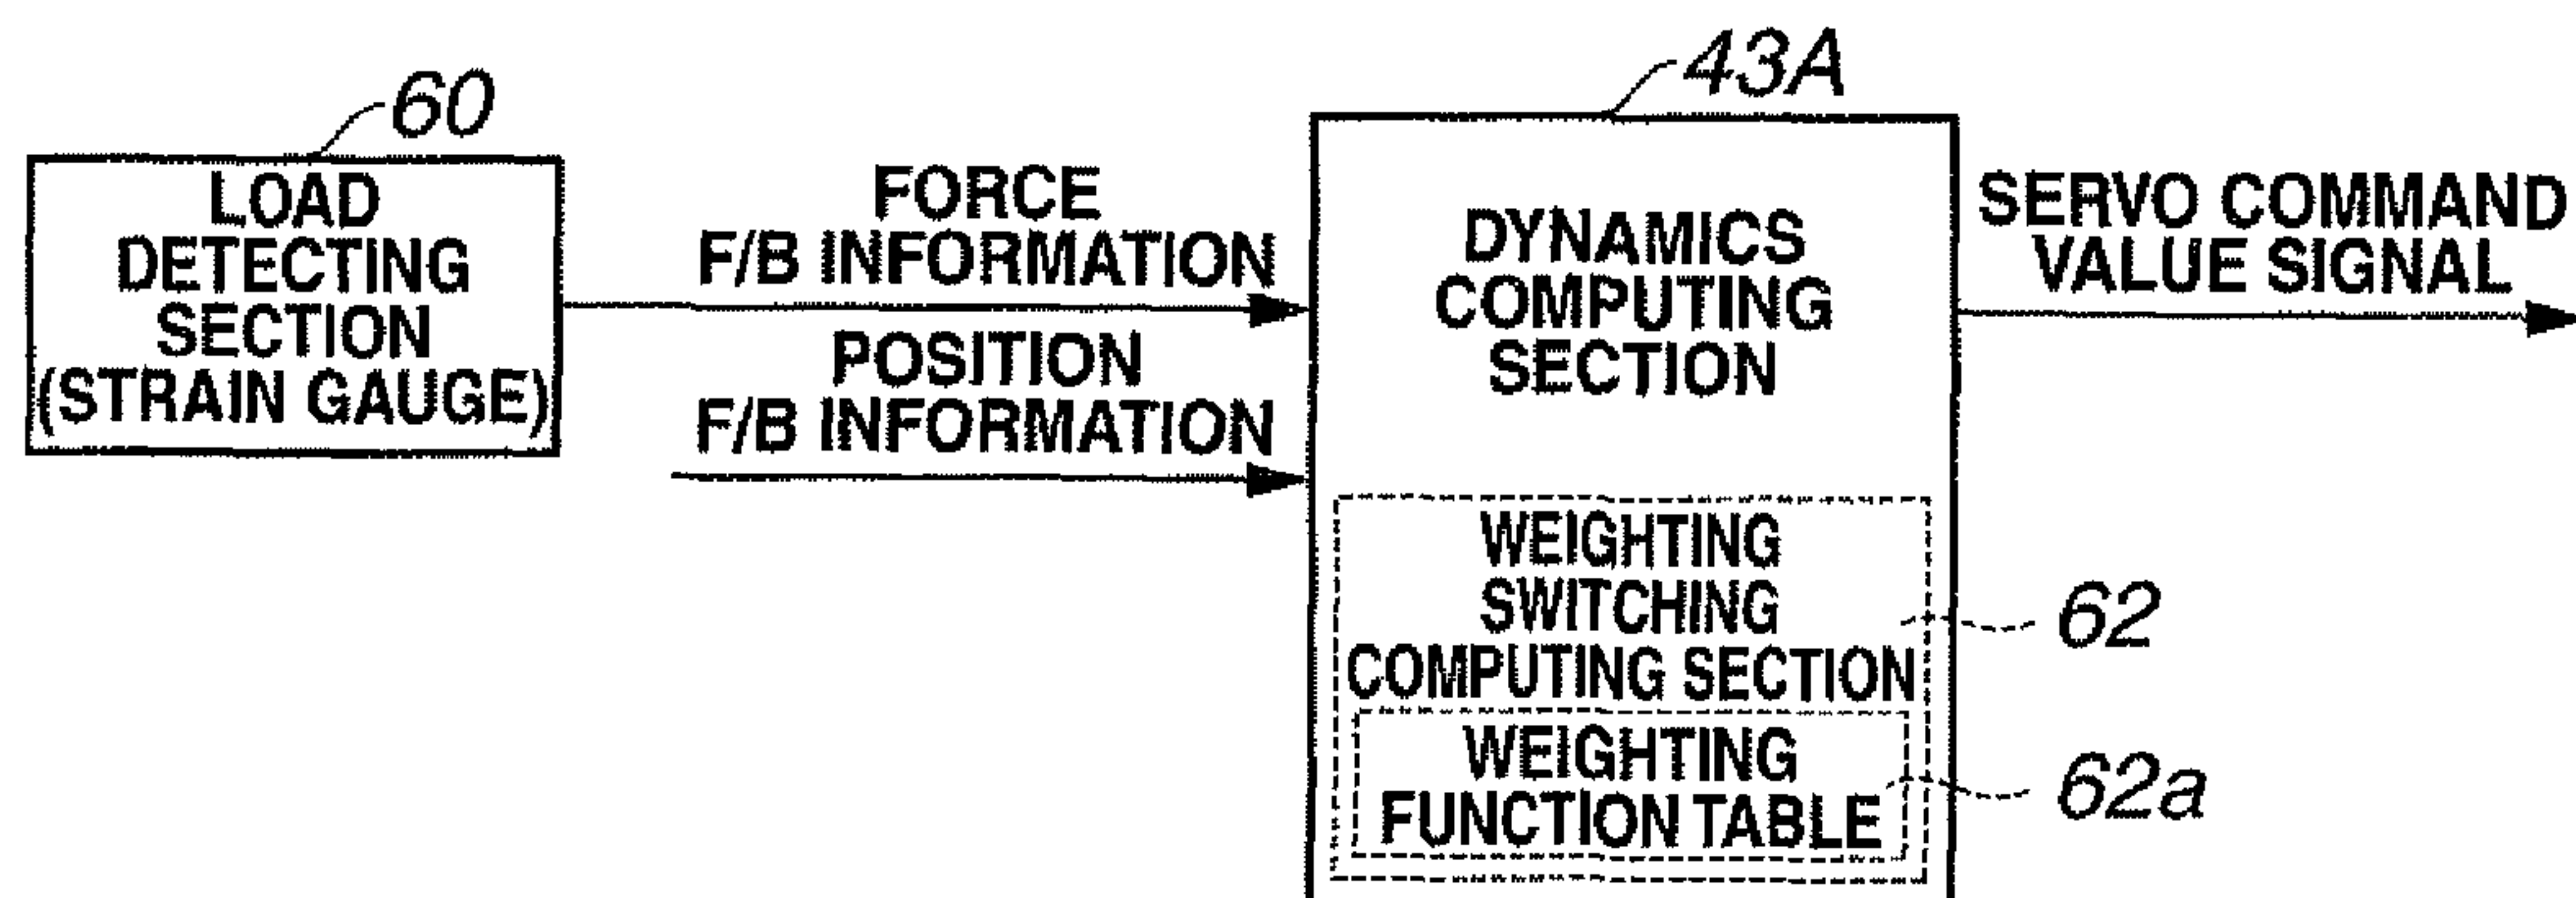 60
LOAD
DETECTING
SECTION
(STRAIN GAUGE)
FORCE
F/B INFORMATION
POSITION
F/B INFORMATION
43A
DYNAMICS
COMPUTING
SECTION
WEIGHTING
SWITCHING
COMPUTING SECTION
62
WEIGHTING
FUNCTION TABLE
62a
SERVO COMMAND
VALUE SIGNAL